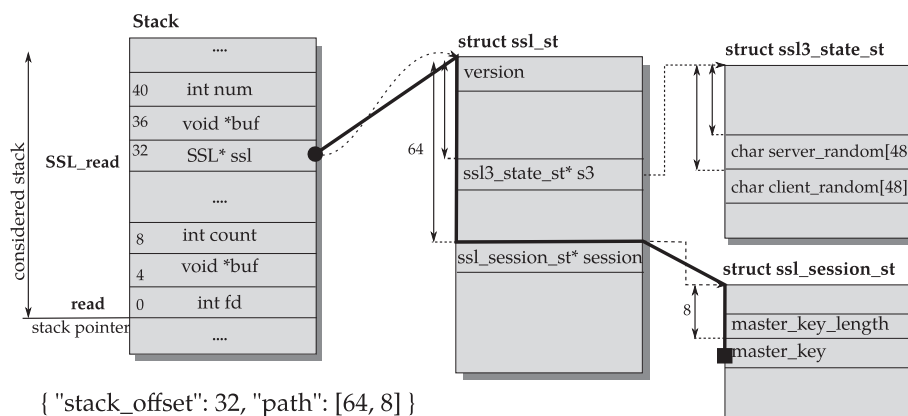 Stack
....
40 int num
36 void *buf
32 SSL* ssl
....
8 int count
4 void *buf
0 int fd
....
considered stack
SSL_read
read
stack pointer
struct ssl_st
version
64
ssl3_state_st* s3
ssl_session_st* session
struct ssl3_state_st
char server_random[48]
char client_random[48]
struct ssl_session_st
8
master_key_length
master_key
{ "stack_offset": 32, "path": [64, 8] }